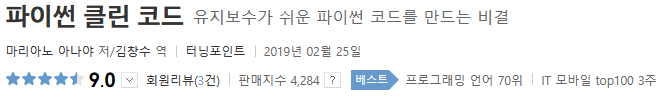 파이썬 클린 코드 유지보수가 쉬운 파이썬 코드를 만드는 비결
마리아노 아나야 저/김창수 역 | 터닝포인트 | 2019년 02월 25일
9.0 회원리뷰(3건) | 판매지수 4,284 ? 베스트 프로그래밍 언어 70위 | IT 모바일 top100 3주